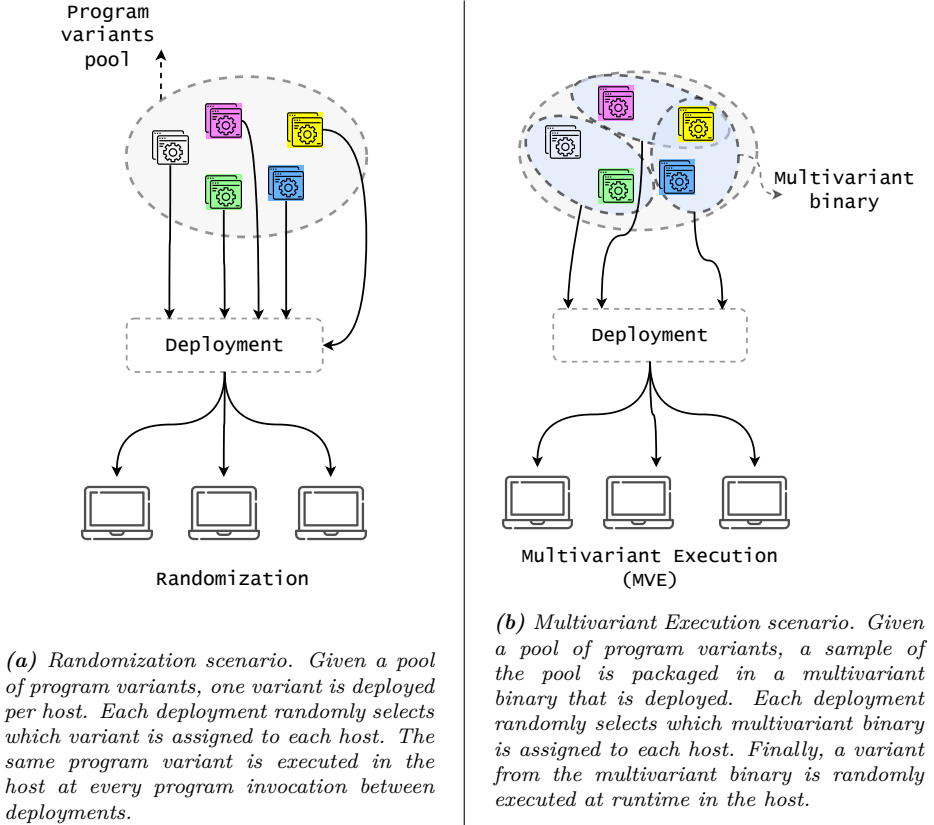 Program
variants
pool
Deployment
Randomization
(a) Randomization scenario. Given a pool
of program variants, one variant is deployed
per host. Each deployment randomly selects
which variant is assigned to each host. The
same program variant is executed in the
host at every program invocation between
deployments.
Multivariant
binary
Deployment
Multivariant Execution
(MVE)
(b) Multivariant Execution scenario. Given
a pool of program variants, a sample of
the pool is packaged in a multivariant
binary that is deployed. Each deployment
randomly selects which multivariant binary
is assigned to each host. Finally, a variant
from the multivariant binary is randomly
executed at runtime in the host.